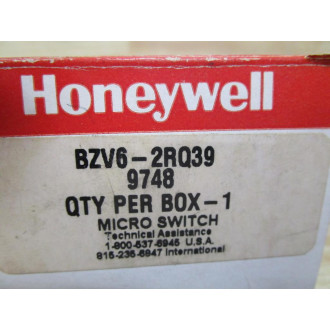 Honeywell
BZV6-2RQ39
9748
QTY PER BOX-1
MICRO SWITCH
Technical Assistance
1-800-537-6945 U.S.A.
815-235-6847 International